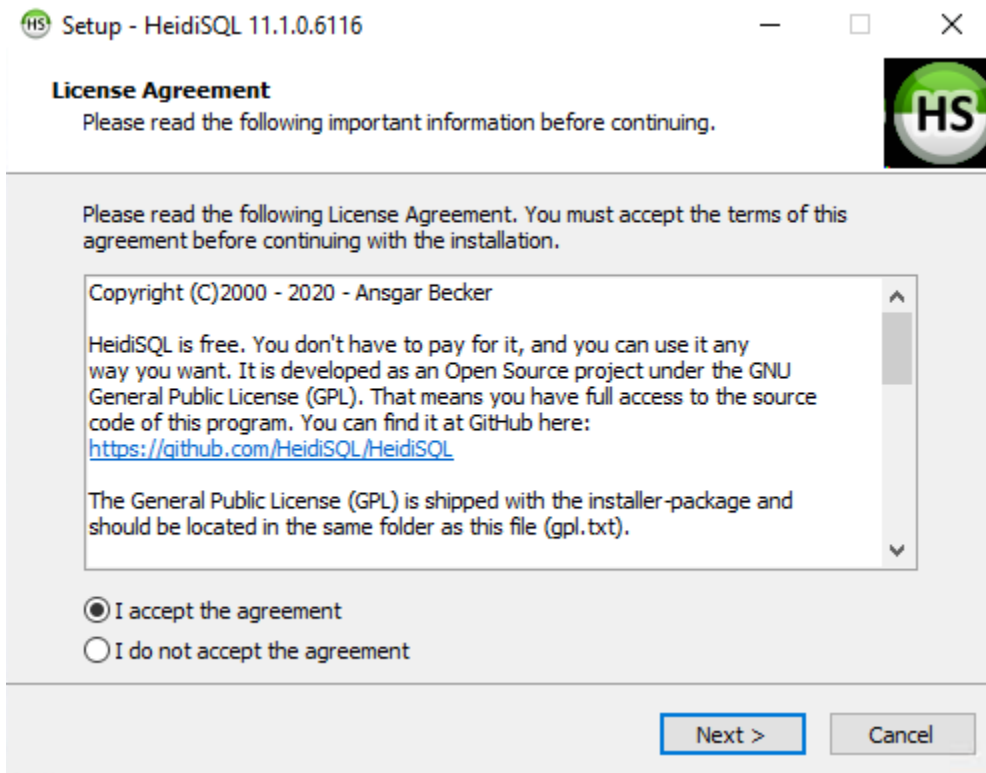 HS Setup - HeidiSQL 11.1.0.6116
License Agreement
Please read the following important information before continuing.
HS
Please read the following License Agreement. You must accept the terms of this
agreement before continuing with the installation.
Copyright (C)2000 - 2020 - Ansgar Becker
HeidiSQL is free. You don't have to pay for it, and you can use it any
way you want. It is developed as an Open Source project under the GNU
General Public License (GPL). That means you have full access to the source
code of this program. You can find it at GitHub here:
https://github.com/HeidiSQL/HeidiSQL
The General Public License (GPL) is shipped with the installer-package and
should be located in the same folder as this file (gpl.txt).
I accept the agreement
I do not accept the agreement
Next >
Cancel